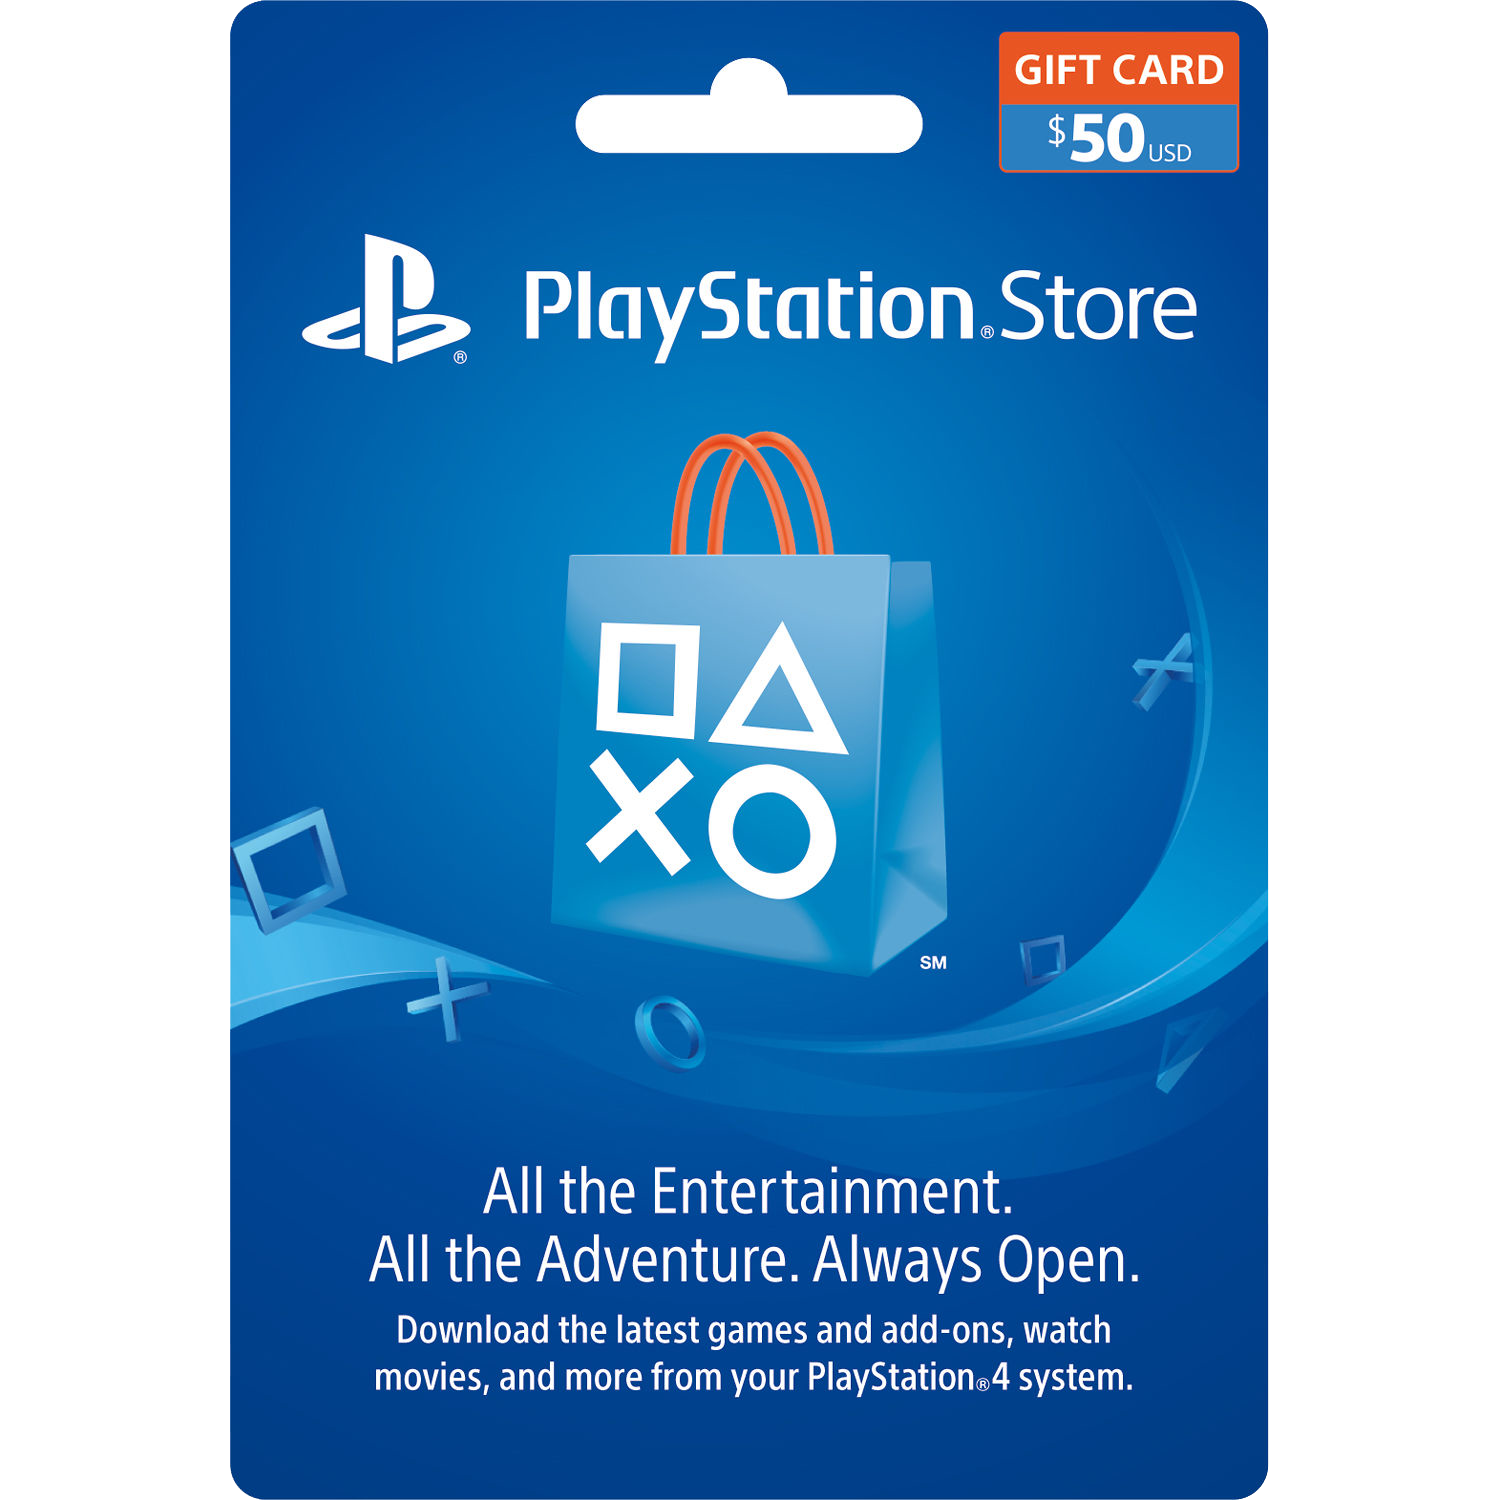 GIFT CARD
$50 USD
PlayStation®Store
®
SM
All the Entertainment.
All the Adventure. Always Open.
Download the latest games and add-ons, watch
movies, and more from your PlayStation®4 system.